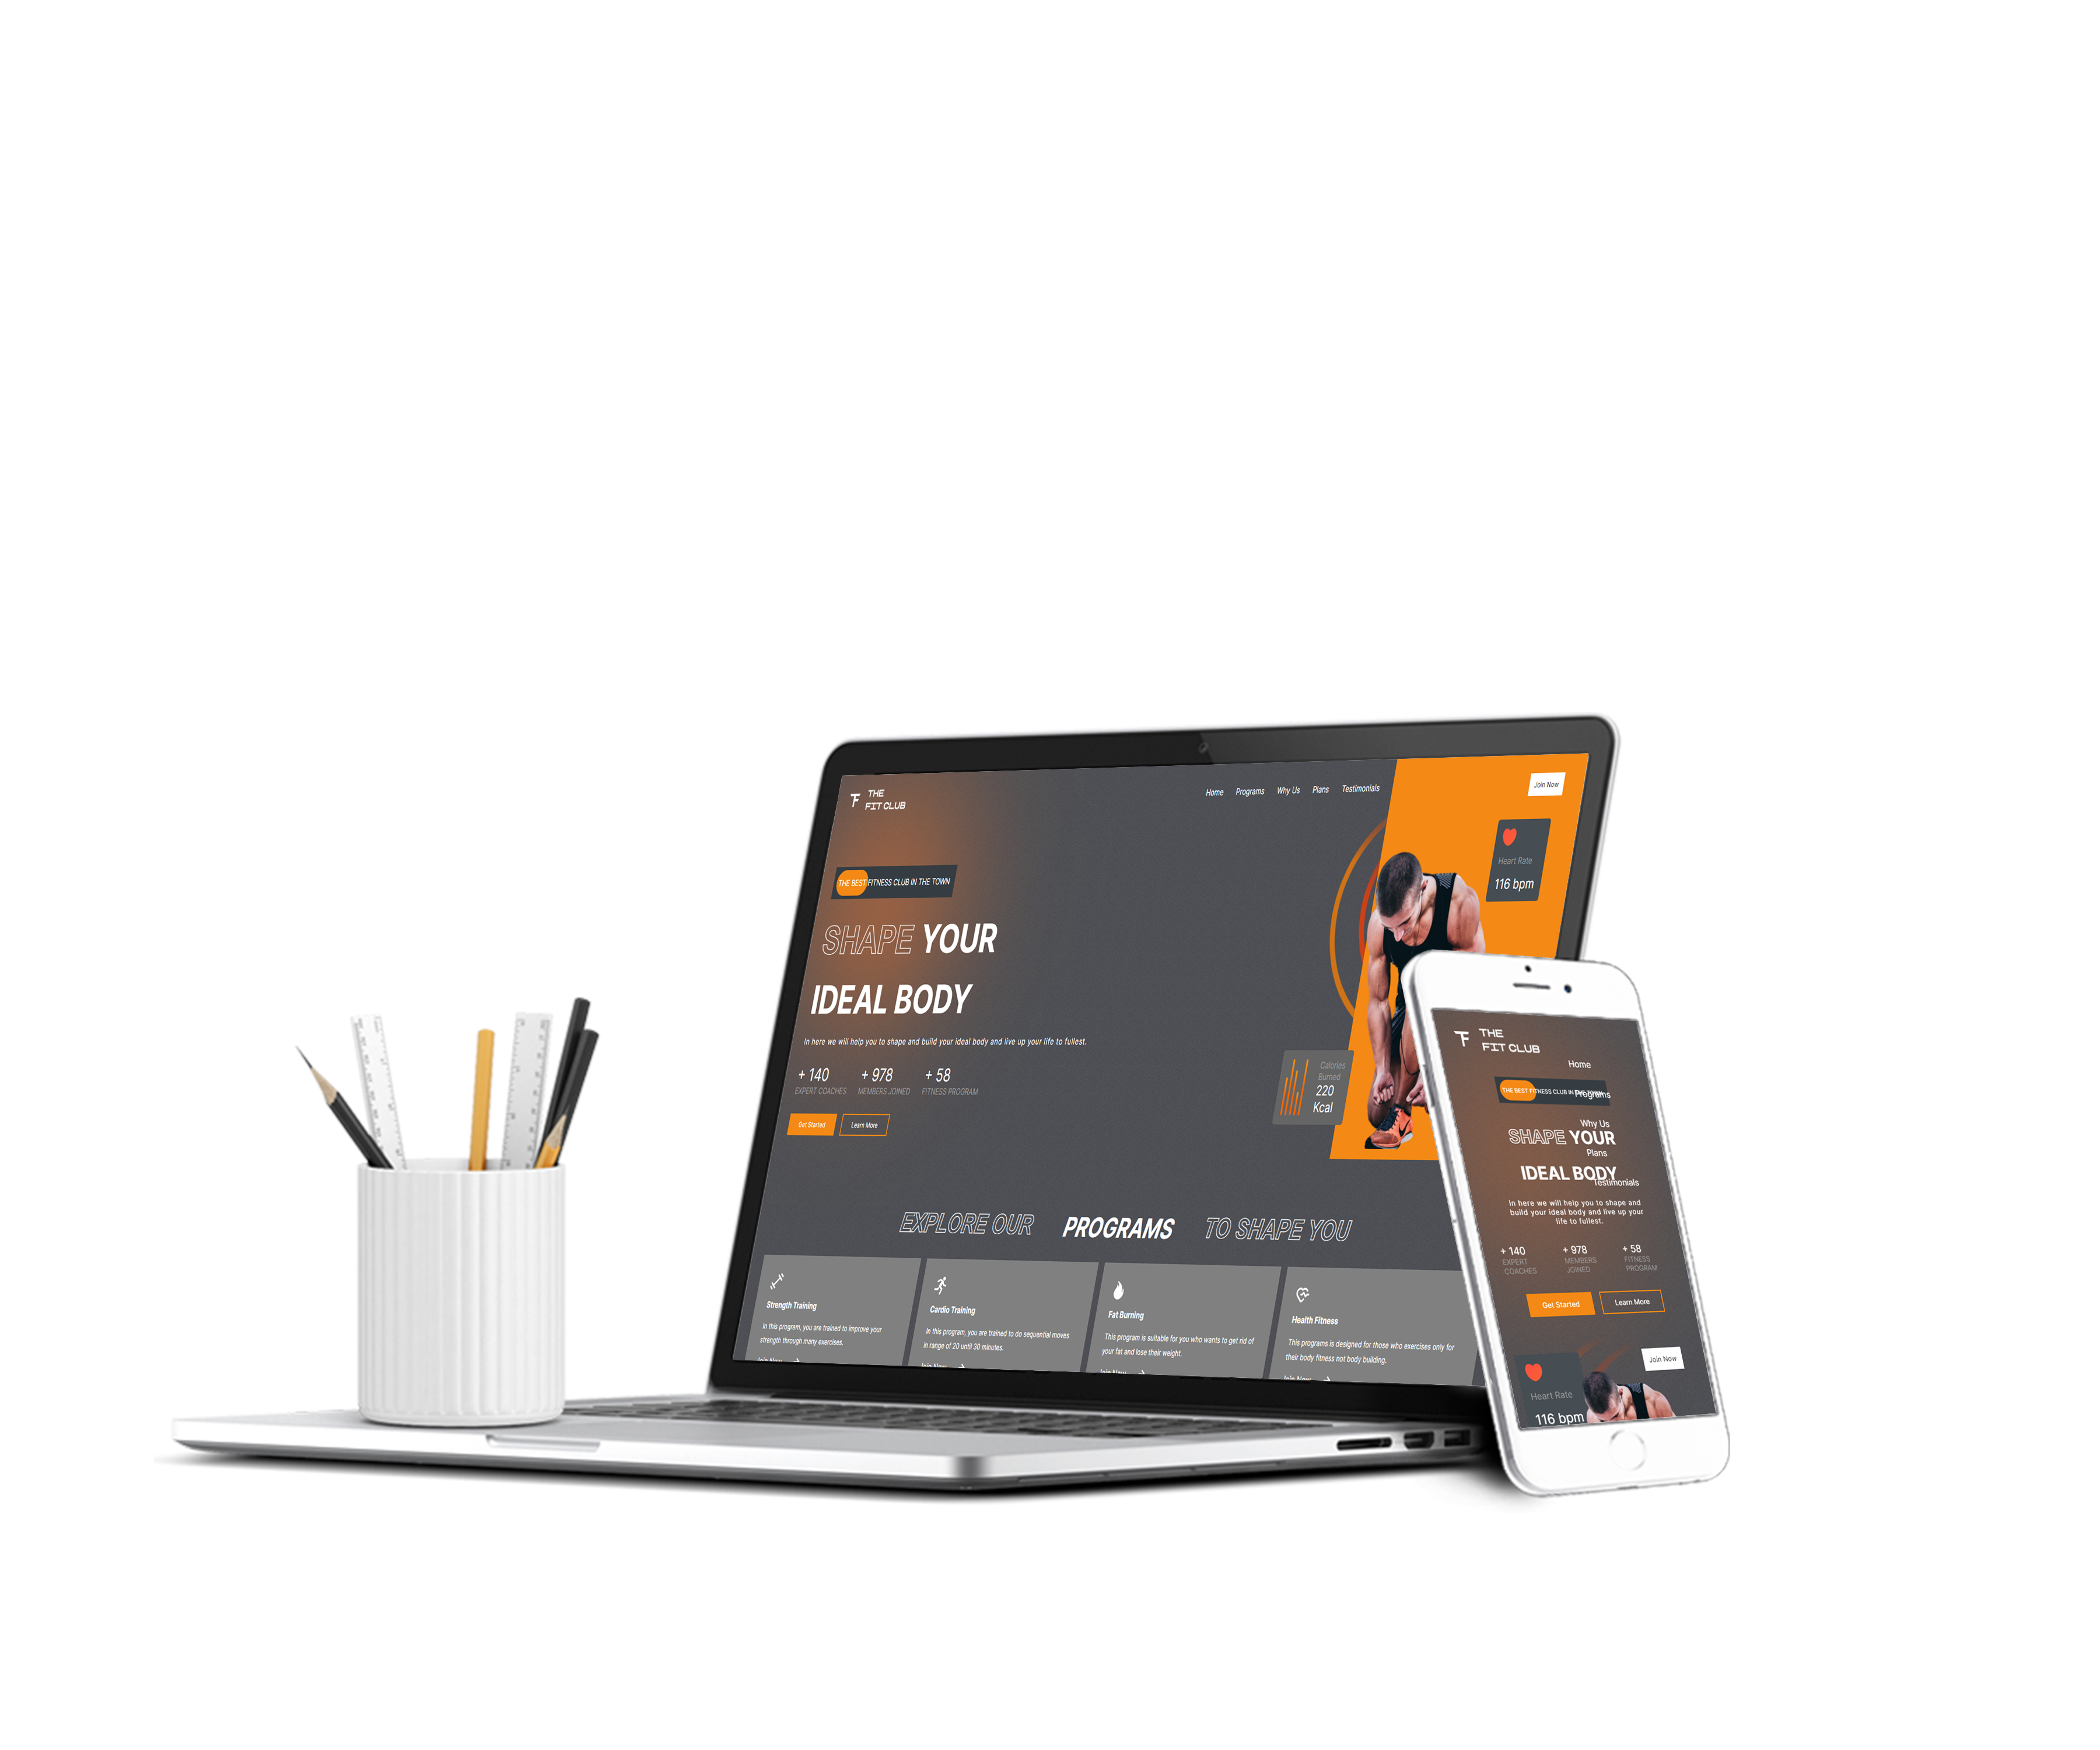 THE
FIT CLUB
Home Programs Why Us Plans Testimonials
Join Now
THE BEST FITNESS CLUB IN THE TOWN
SHAPE YOUR
IDEAL BODY
In here we will help you to shape and build your ideal body and live up your life to fullest.
+ 140 + 978 + 58
EXPERT COACHES MEMBERS JOINED FITNESS PROGRAM
Get Started Learn More
Heart Rate
116 bpm
Calories
Burned
220
Kcal
EXPLORE OUR PROGRAMS TO SHAPE YOU
Strength Training
In this program, you are trained to improve your
strength through many exercises.
Join Now
Cardio Training
In this program, you are trained to do sequential moves
in range of 20 until 30 minutes.
Join Now
Fat Burning
This program is suitable for you who wants to get rid of
your fat and lose their weight.
Join Now
Health Fitness
This programs is designed for those who exercises only for
their body fitness not body building.
Join Now
THE
FIT CLUB
Home
THE BEST FITNESS CLUB IN
Programs
Why Us
SHAPE YOUR
Plans
IDEAL BODY
Testimonials
In here we will help you to shape and
build your ideal body and live up your
life to fullest.
+ 140 + 978 + 58
EXPERT MEMBERS FITNESS
COACHES JOINED PROGRAM
Get Started Learn More
Join Now
Heart Rate
116 bpm